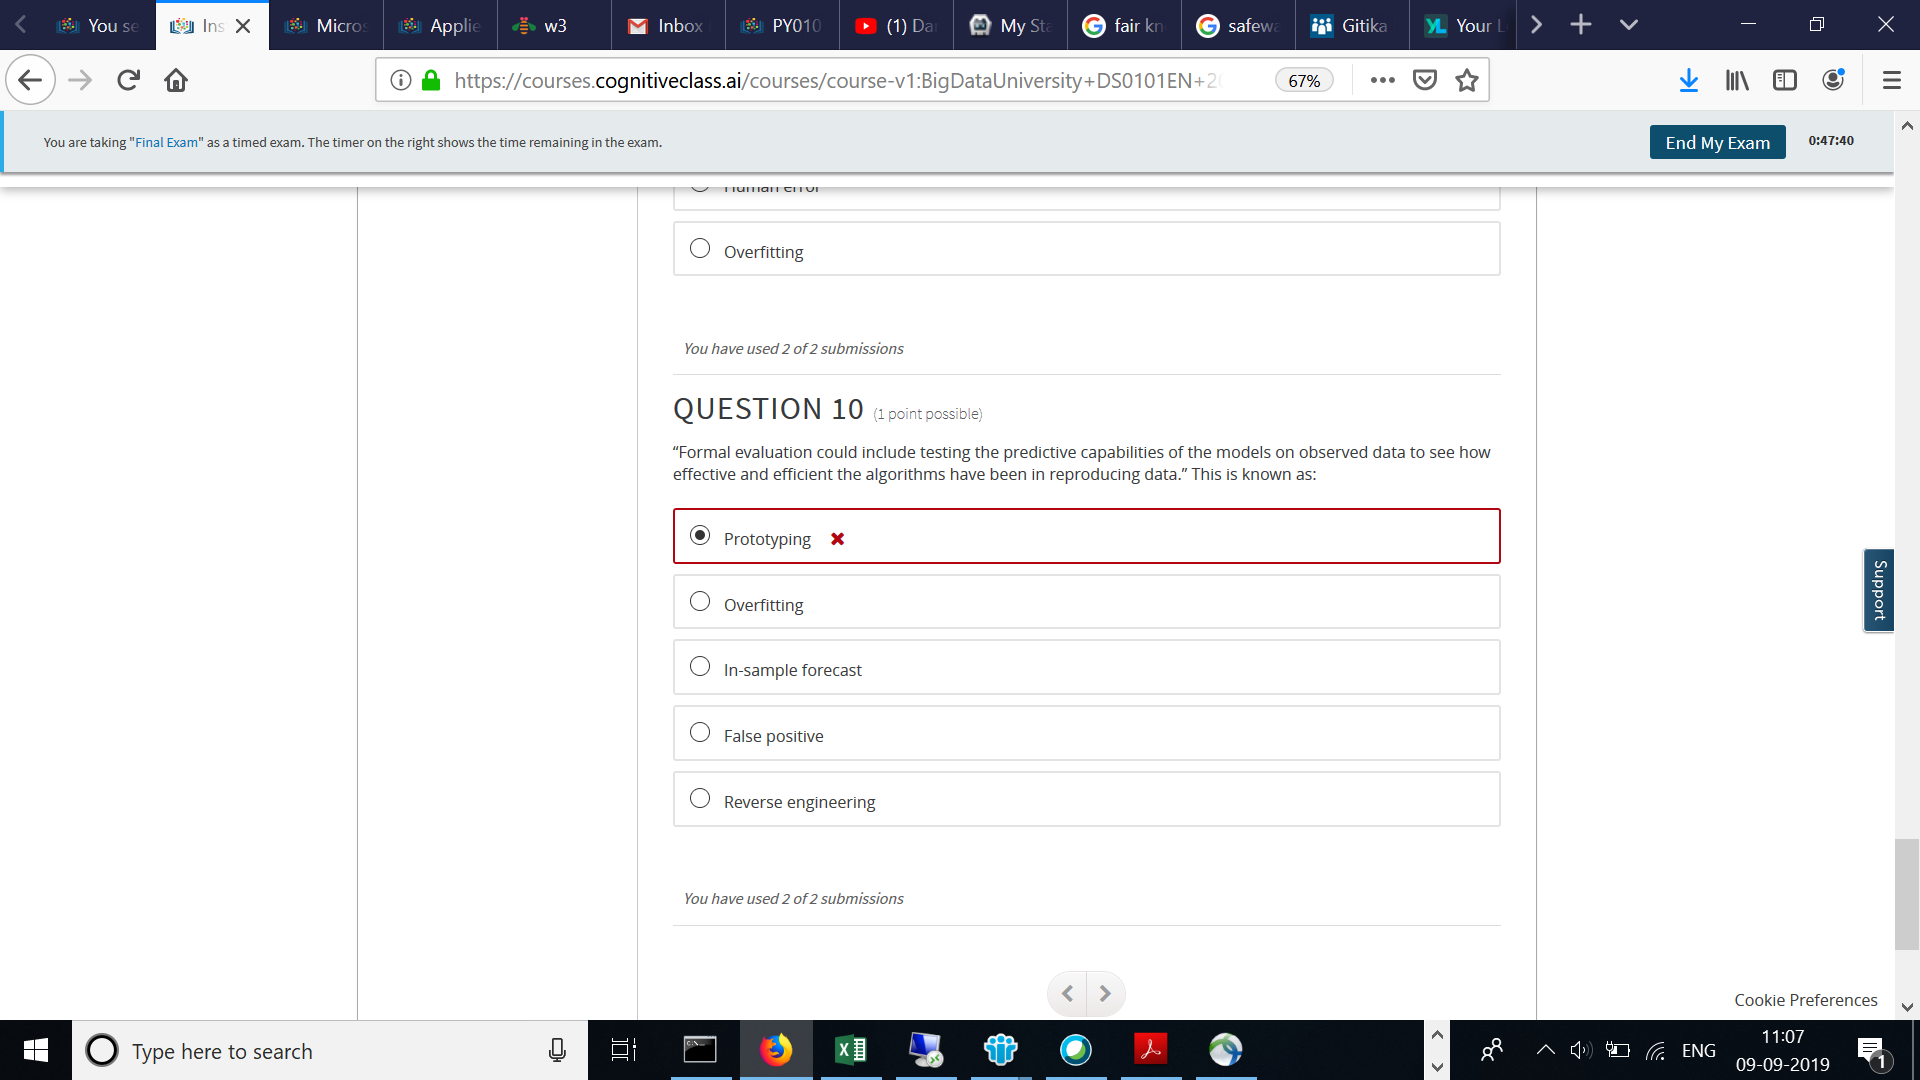 You se
Ins
Micros
Applie
w3
Inbox
PY010
(1) Da
My Sta
fair kn
safewa
Gitika
Your L
https://courses.cognitiveclass.ai/courses/course-v1:BigDataUniversity+DS0101EN+2
67%
You are taking "Final Exam" as a timed exam. The timer on the right shows the time remaining in the exam.
End My Exam
0:47:40
Human error
Overfitting
You have used 2 of 2 submissions
QUESTION 10 (1 point possible)
“Formal evaluation could include testing the predictive capabilities of the models on observed data to see how
effective and efficient the algorithms have been in reproducing data.” This is known as:
Prototyping
Overfitting
In-sample forecast
False positive
Reverse engineering
You have used 2 of 2 submissions
Support
Cookie Preferences
Type here to search
ENG
11:07
09-09-2019
1